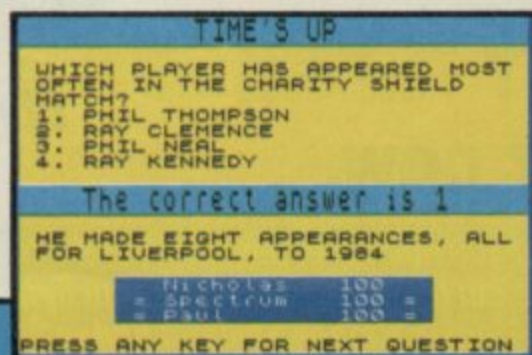 TIME'S UP
WHICH PLAYER HAS APPEARED MOST
OFTEN IN THE CHARITY SHIELD
MATCH?
1. PHIL THOMPSON
2. RAY CLEMENCE
3. PHIL NEAL
4. RAY KENNEDY
The correct answer is 1
HE MADE EIGHT APPEARANCES, ALL
FOR LIVERPOOL, TO 1984
Nicholas 100
= Spectrum 100 =
= Paul 100 =
PRESS ANY KEY FOR NEXT QUESTION